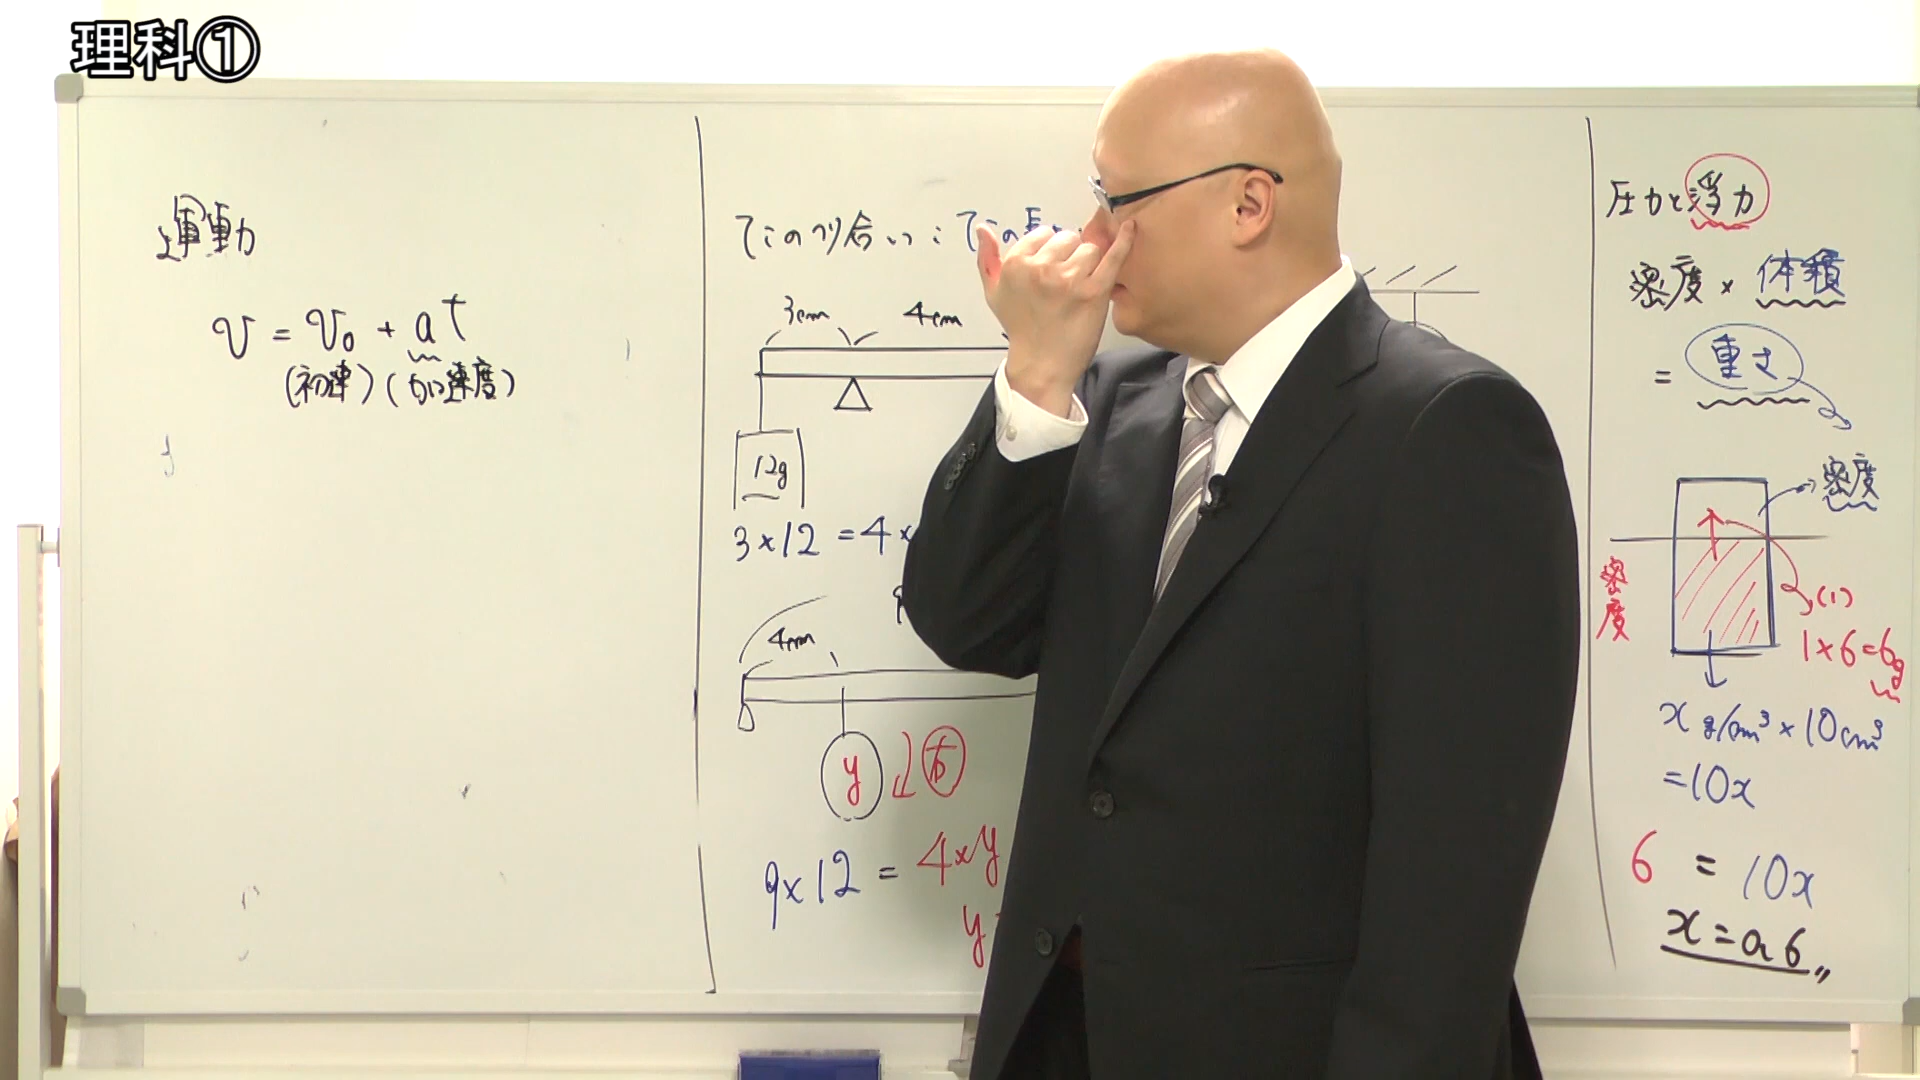 理科①
運動
v = v₀ + at
(初速)(加速度)
てこのつり合い：てこの長
3cm 4cm
12g
3×12 = 4×
4cm
y
9×12 = 4×y
y
圧力と浮力
密度 × 体積
= 重さ
密度
密度
(1)
1×6=6g
x g/cm³ × 10cm³
=10x
6 = 10x
x = 0.6